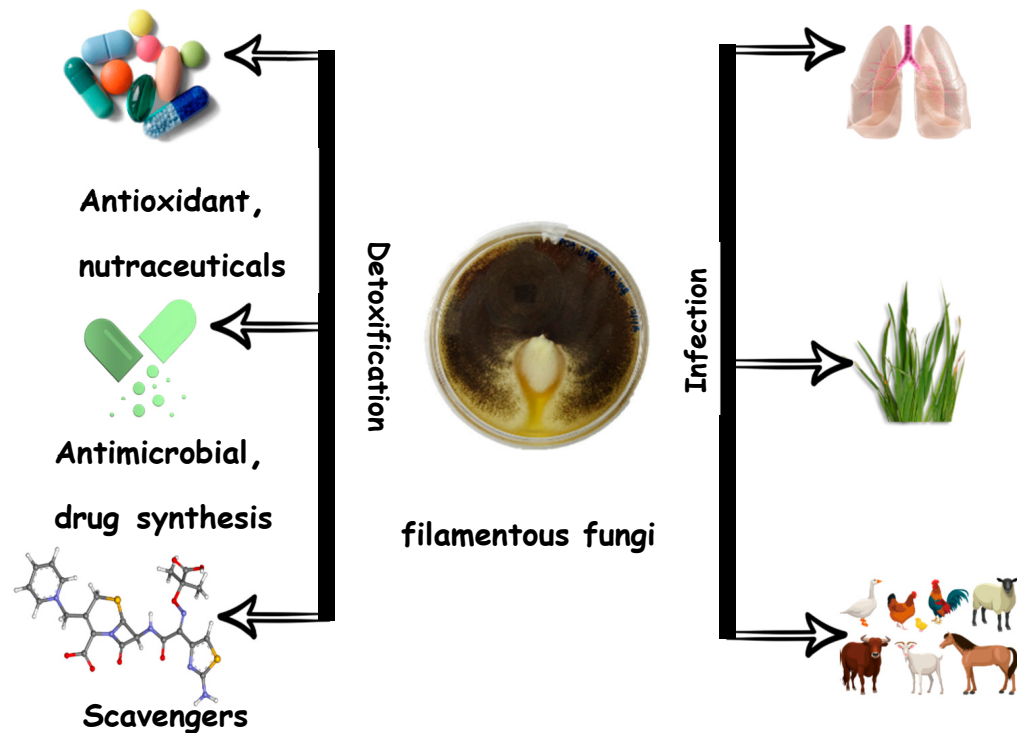 Antioxidant,
nutraceuticals
Antimicrobial,
drug synthesis
Scavengers
Detoxification
filamentous fungi
Infection